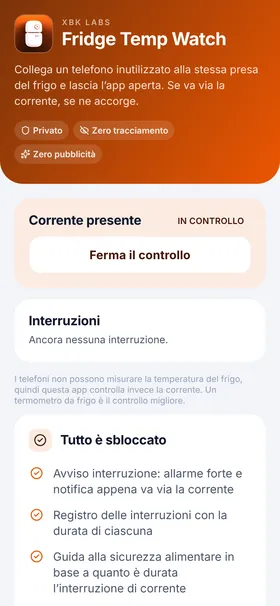 XBK LABS
Fridge Temp Watch
Collega un telefono inutilizzato alla stessa presa
del frigo e lascia l'app aperta. Se va via la
corrente, se ne accorge.
Privato
Zero tracciamento
Zero pubblicità
Corrente presente
IN CONTROLLO
Ferma il controllo
Interruzioni
Ancora nessuna interruzione.
I telefoni non possono misurare la temperatura del frigo,
quindi questa app controlla invece la corrente. Un
termometro da frigo è il controllo migliore.
Tutto è sbloccato
Avviso interruzione: allarme forte e
notifica appena va via la corrente
Registro delle interruzioni con la
durata di ciascuna
Guida alla sicurezza alimentare in
base a quanto è durata
l'interruzione di corrente